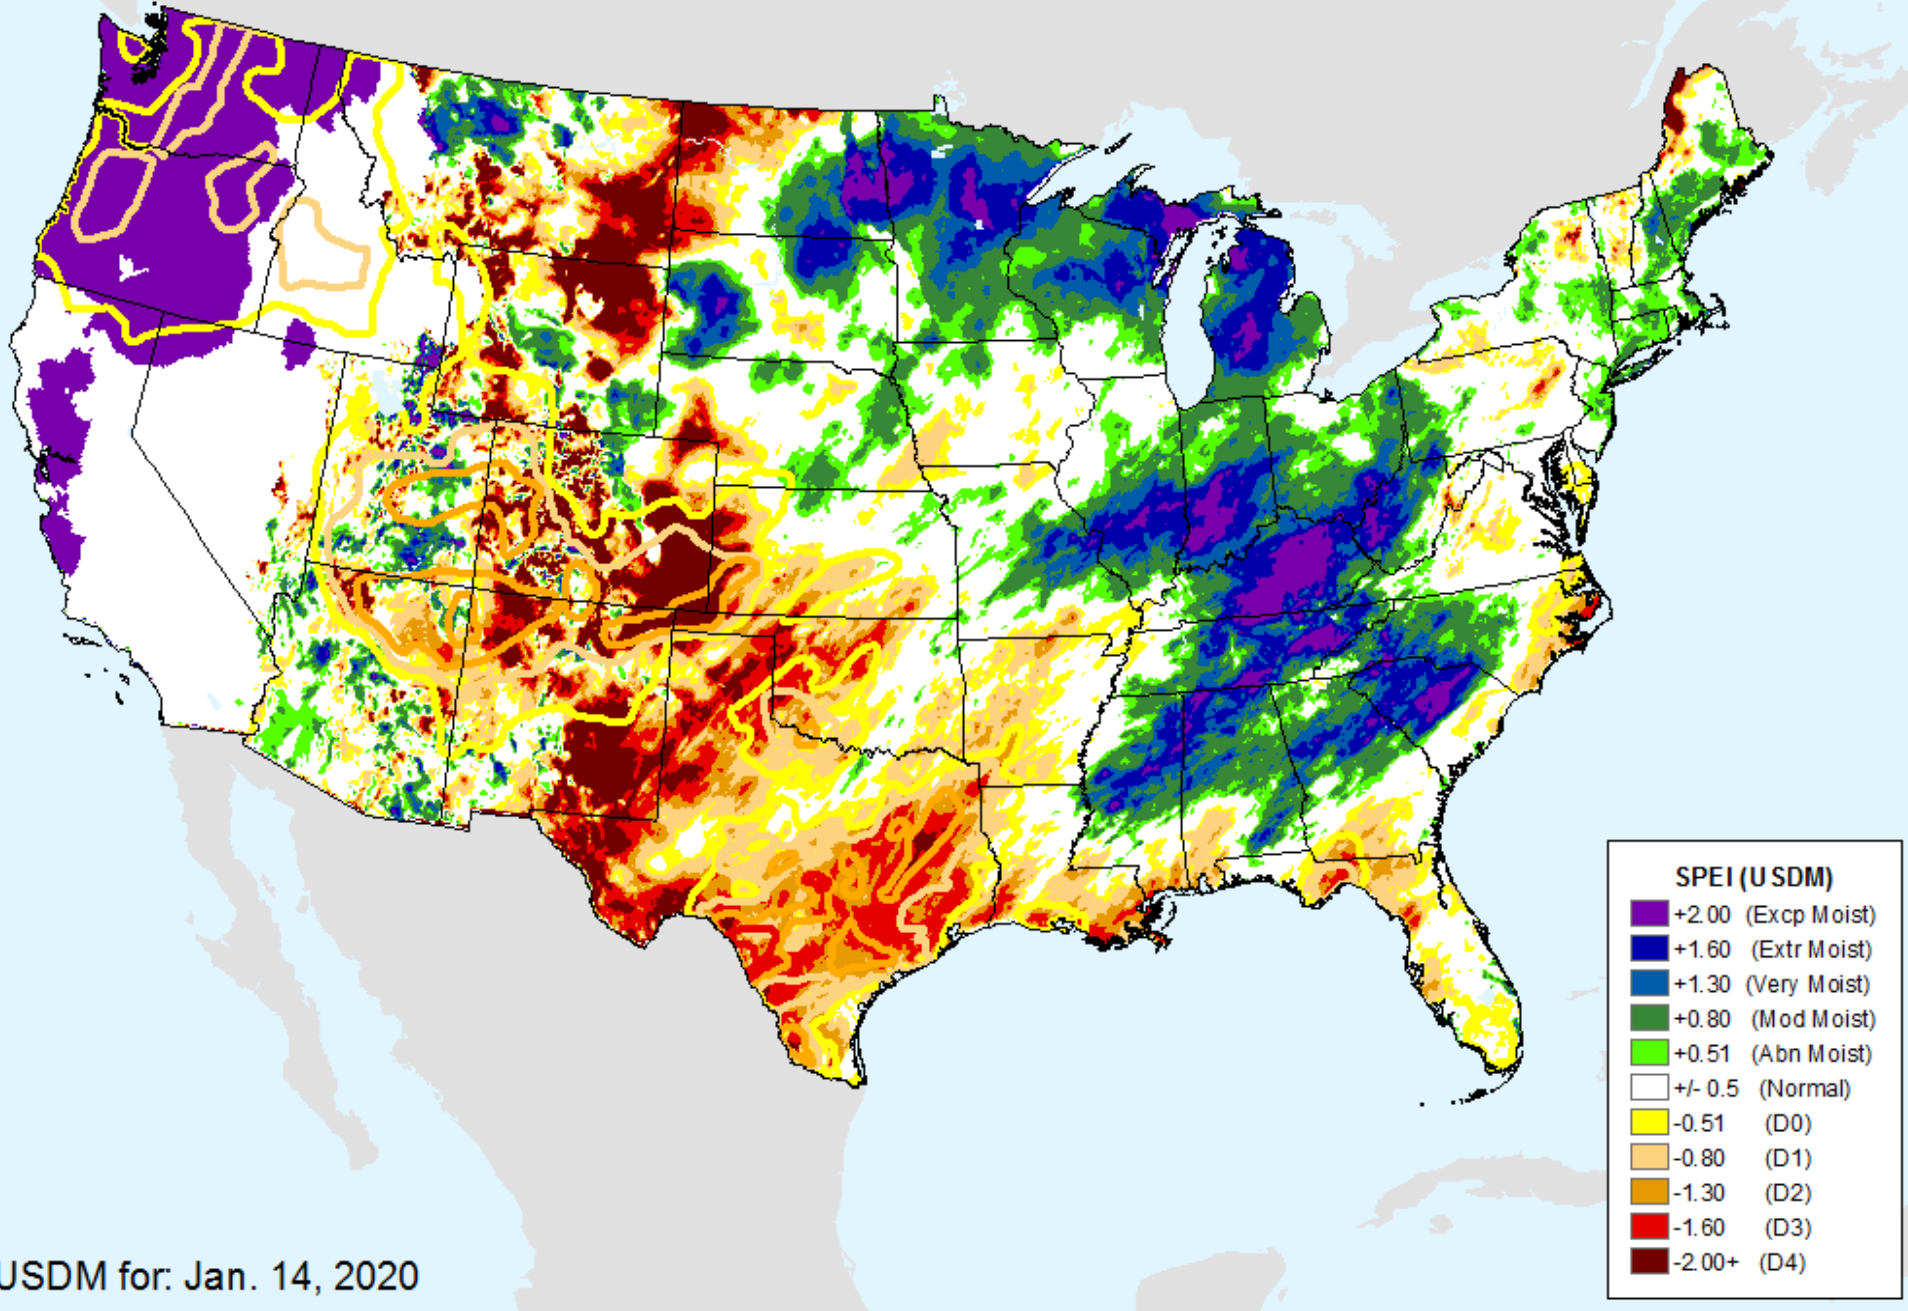 SPEI (USDM)
+2.00 (Excp Moist)
+1.60 (Extr Moist)
+1.30 (Very Moist)
+0.80 (Mod Moist)
+0.51 (Abn Moist)
+/- 0.5 (Normal)
-0.51 (D0)
-0.80 (D1)
-1.30 (D2)
-1.60 (D3)
-2.00+ (D4)
USDM for: Jan. 14, 2020